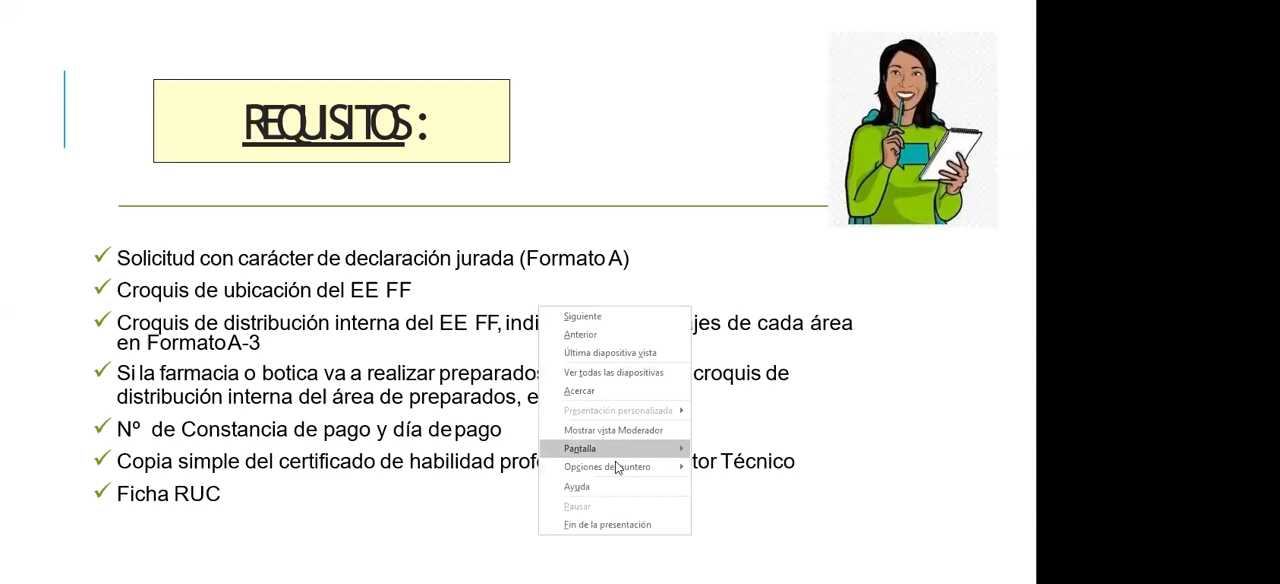 REQUISITOS:
Solicitud con carácter de declaración jurada (Formato A)
Croquis de ubicación del EE FF
Croquis de distribución interna del EE FF, indi jes de cada área
en Formato A-3
Si la farmacia o botica va a realizar preparados croquis de
distribución interna del área de preparados, e
Nº de Constancia de pago y día de pago
Copia simple del certificado de habilidad prof tor Técnico
Ficha RUC
Siguiente
Anterior
Última diapositiva vista
Ver todas las diapositivas
Acercar
Presentación personalizada
Mostrar vista Moderador
Pantalla
Opciones del puntero
Ayuda
Pausar
Fin de la presentación